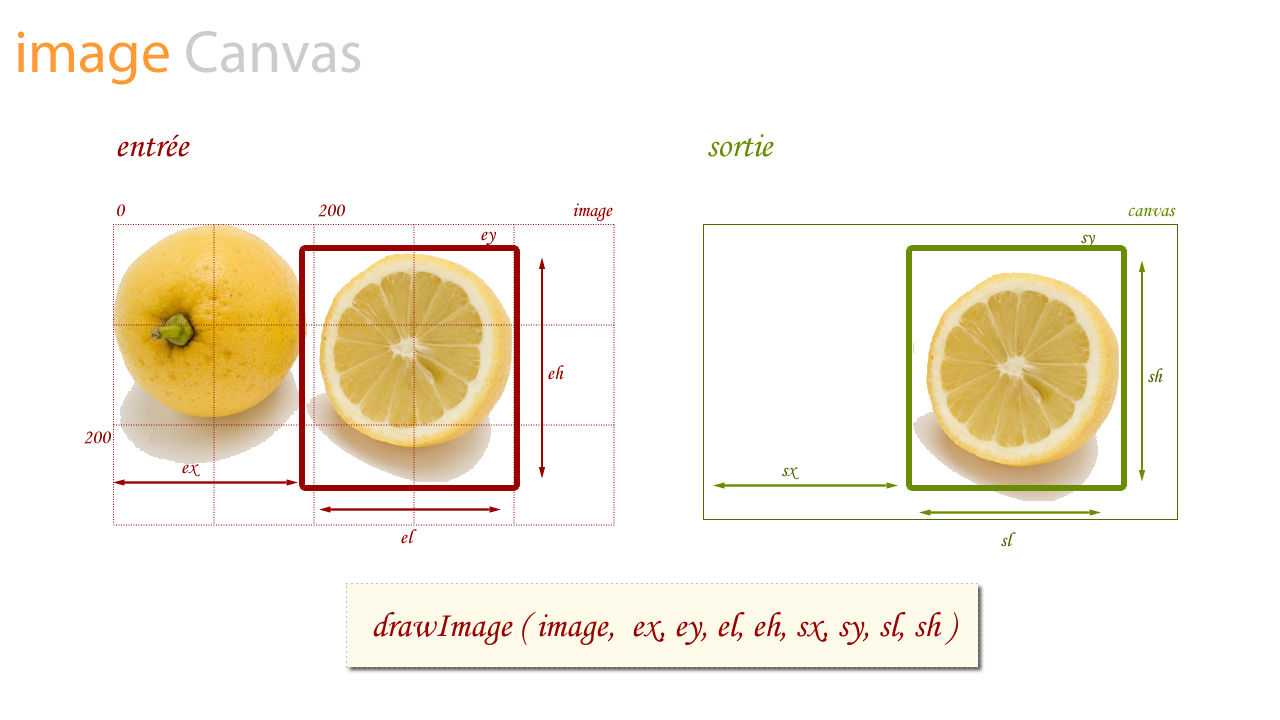 image Canvas
entrée
sortie
0 200 image
canvas
ey
sy
eh
sh
200
ex
sx
el
sl
drawImage ( image, ex, ey, el, eh, sx, sy, sl, sh )